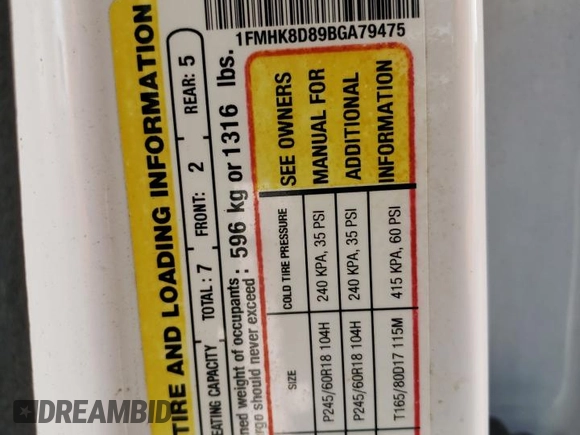 1FMHK8D89BGA79475
TIRE AND LOADING INFORMATION
EATING CAPACITY TOTAL : 7 FRONT: 2 REAR: 5
ned weight of occupants :
rgo should never exceed : 596 kg or 1316 lbs.
SIZE COLD TIRE PRESSURE
P245/60R18 104H 240 KPA, 35 PSI
P245/60R18 104H 240 KPA, 35 PSI
T165/80D17 115M 415 KPA, 60 PSI
SEE OWNERS
MANUAL FOR
ADDITIONAL
INFORMATION
DREAMBID